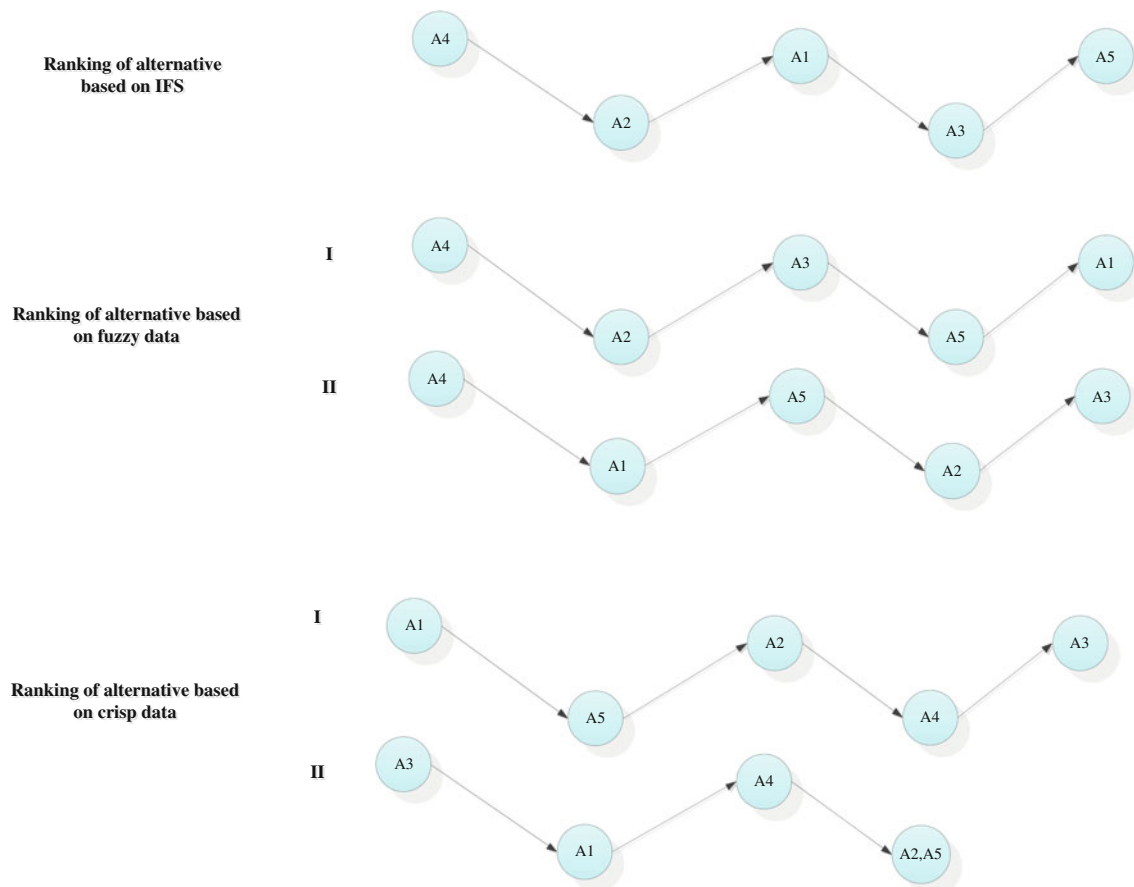 Ranking of alternative
based on IFS
A4
A2
A1
A3
A5
Ranking of alternative based
on fuzzy data
I
A4
A2
A3
A5
A1
II
A4
A1
A5
A2
A3
Ranking of alternative based
on crisp data
I
A1
A5
A2
A4
A3
II
A3
A1
A4
A2,A5